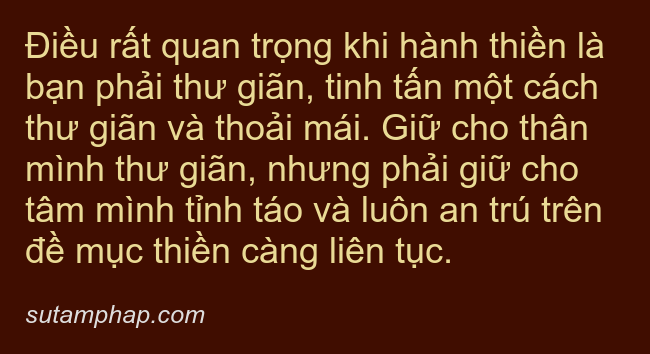 Điều rất quan trọng khi hành thiền là
bạn phải thư giãn, tinh tấn một cách
thư giãn và thoải mái. Giữ cho thân
mình thư giãn, nhưng phải giữ cho
tâm mình tỉnh táo và luôn an trú trên
đề mục thiền càng liên tục.
sutamphap.com